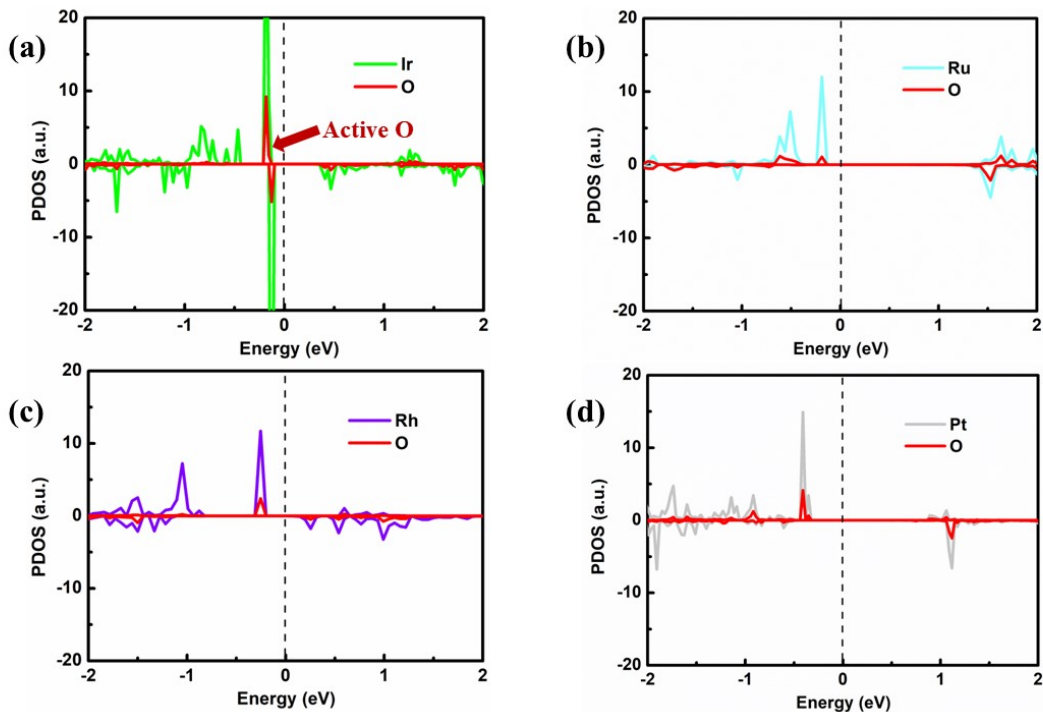 (a)
20
10
0
-10
-20
PDOS (a.u.)
Ir
O
Active O
-2
-1
0
1
2
Energy (eV)
(b)
20
10
0
-10
-20
PDOS (a.u.)
Ru
O
-2
-1
0
1
2
Energy (eV)
(c)
20
10
0
-10
-20
PDOS (a.u.)
Rh
O
-2
-1
0
1
2
Energy (eV)
(d)
20
10
0
-10
-20
PDOS (a.u.)
Pt
O
-2
-1
0
1
2
Energy (eV)